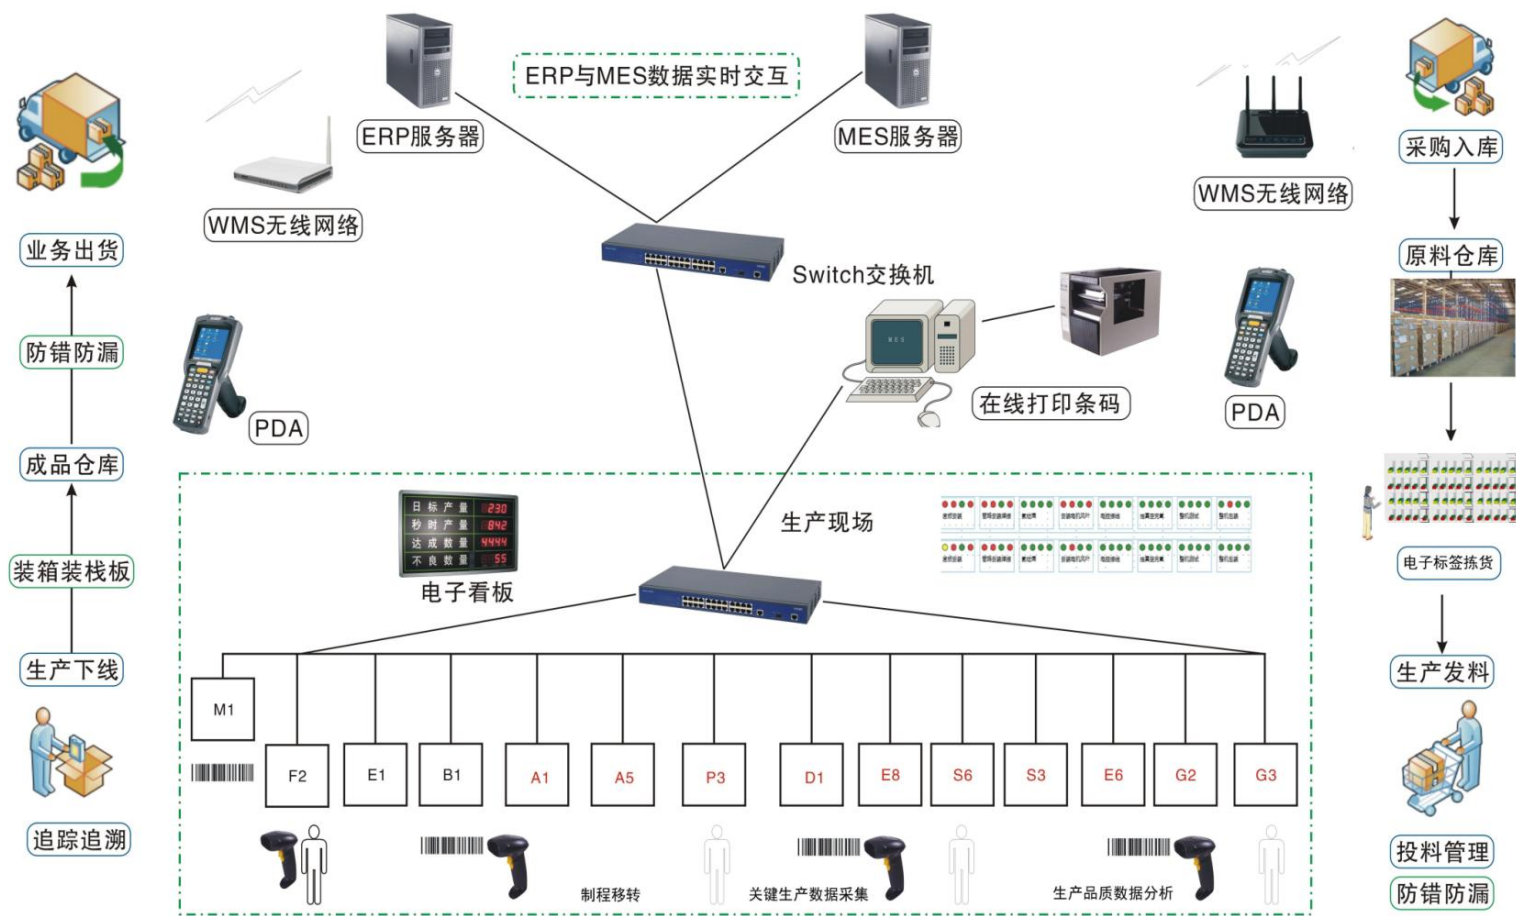 ERP与MES数据实时交互
ERP服务器
MES服务器
WMS无线网络
WMS无线网络
采购入库
业务出货
原料仓库
Switch交换机
MES
防错防漏
PDA
在线打印条码
PDA
成品仓库
日标产量 230
秒时产量 842
达成数量 4444
不良数量 55
电子看板
生产现场
装箱装栈板
电子标签拣货
生产下线
生产发料
M1
F2
E1
B1
A1
A5
P3
D1
E8
S6
S3
E6
G2
G3
追踪追溯
制程移转
关键生产数据采集
生产品质数据分析
投料管理
防错防漏